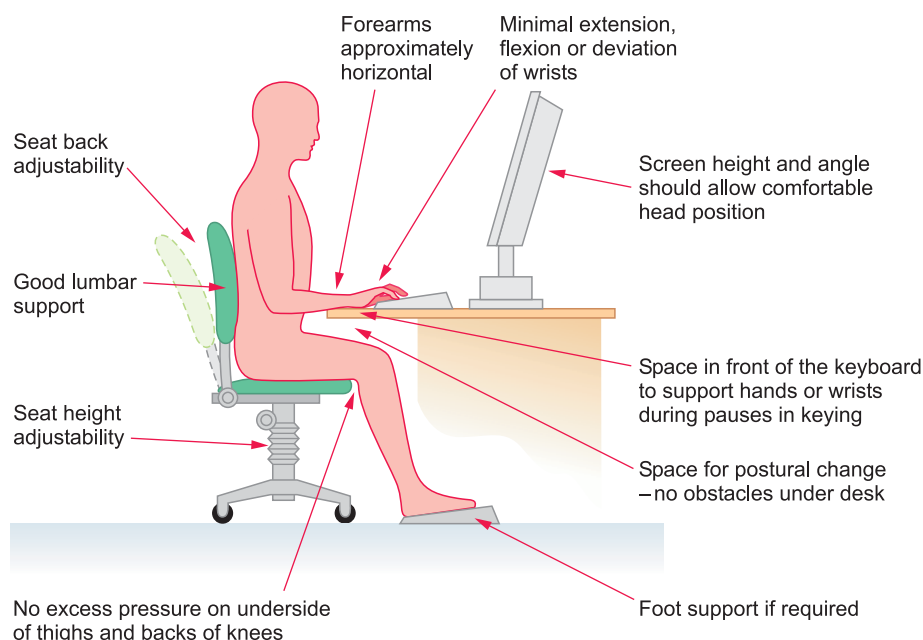 Forearms
approximately
horizontal
Minimal extension,
flexion or deviation
of wrists
Seat back
adjustability
Screen height and angle
should allow comfortable
head position
Good lumbar
support
Space in front of the keyboard
to support hands or wrists
during pauses in keying
Seat height
adjustability
Space for postural change
–no obstacles under desk
No excess pressure on underside
of thighs and backs of knees
Foot support if required